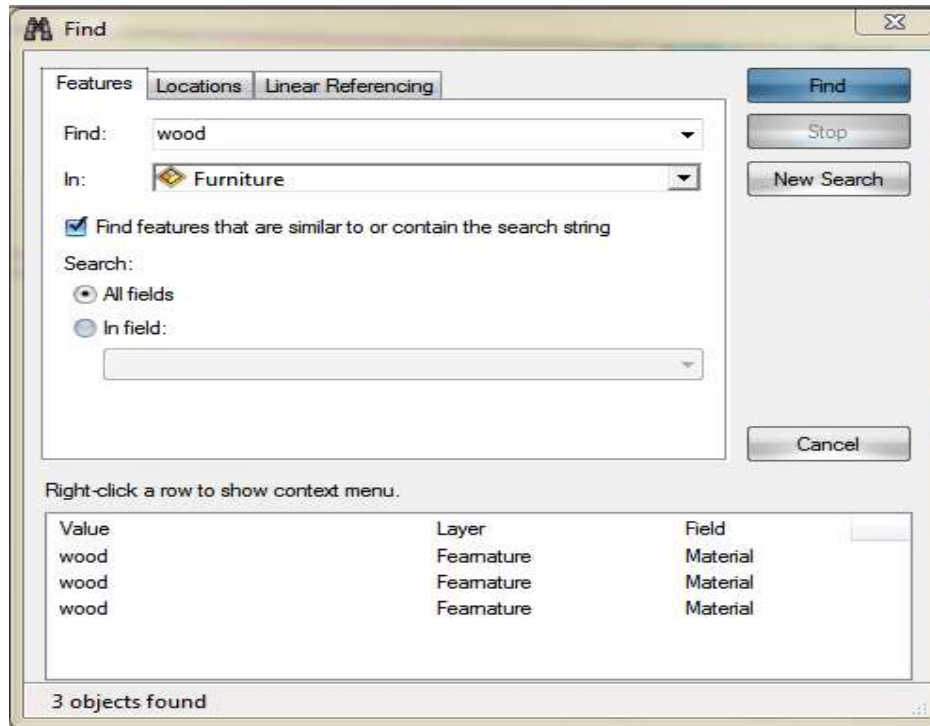 Find
Features Locations Linear Referencing
Find
Find: wood
Stop
In: Furniture
New Search
Find features that are similar to or contain the search string
Search:
All fields
In field:
Cancel
Right-click a row to show context menu.
Value Layer Field
wood Feamature Material
wood Feamature Material
wood Feamature Material
3 objects found